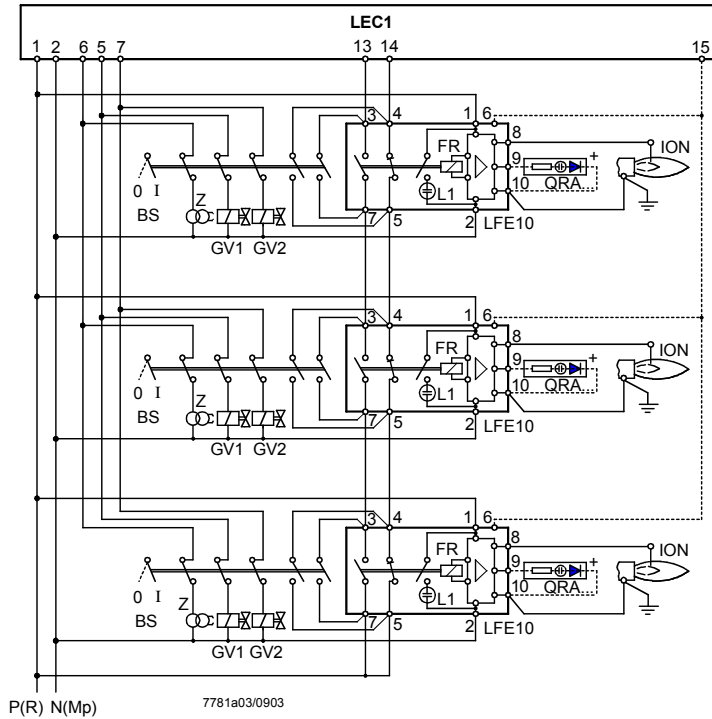 LEC1
1 2 6 5 7 13 14 15
3 4 1 6
8
FR
9
+
ION
10
QRA...
0 I
Z
L1
BS
7 5 2 LFE10
GV1 GV2
3 4 1 6
8
FR
9
+
ION
10
QRA...
0 I
Z
L1
BS
7 5 2 LFE10
GV1 GV2
3 4 1 6
8
FR
9
+
ION
10
QRA...
0 I
Z
L1
BS
7 5 2 LFE10
GV1 GV2
P(R) N(Mp)
7781a03/0903